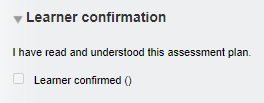 Learner confirmation
I have read and understood this assessment plan.
Learner confirmed ()